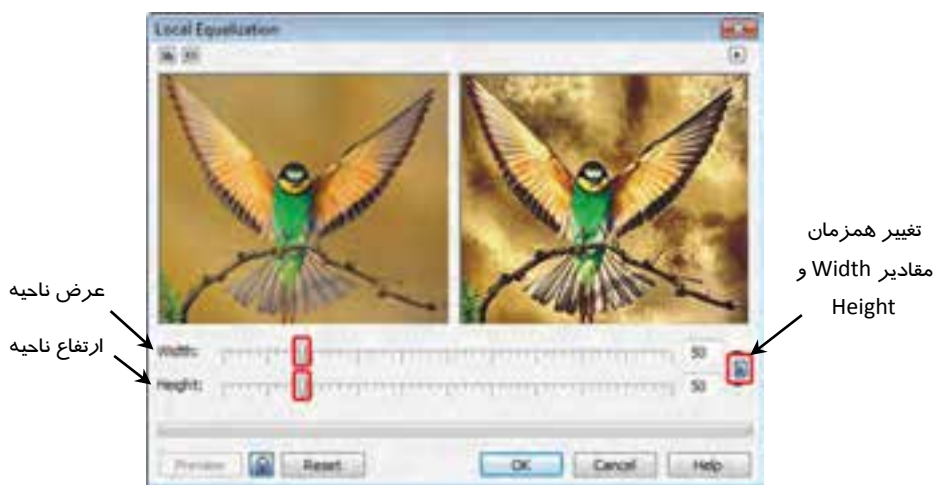 Local Equalization
تغییر همزمان
مقادیر Width و
Height
عرض ناحیه
Width:
50
ارتفاع ناحیه
Height:
50
Preview
Reset
OK
Cancel
Help